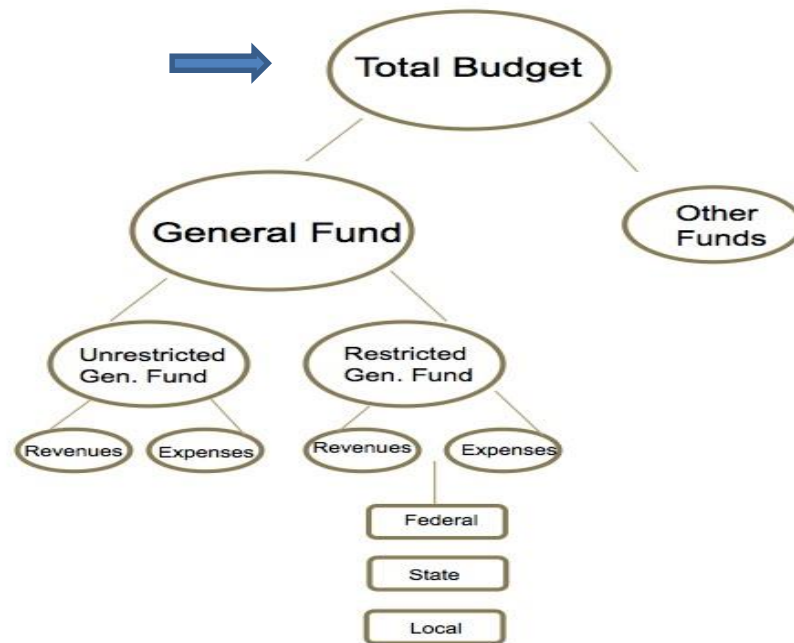 Total Budget
General Fund
Other
Funds
Unrestricted
Gen. Fund
Restricted
Gen. Fund
Revenues
Expenses
Revenues
Expenses
Federal
State
Local